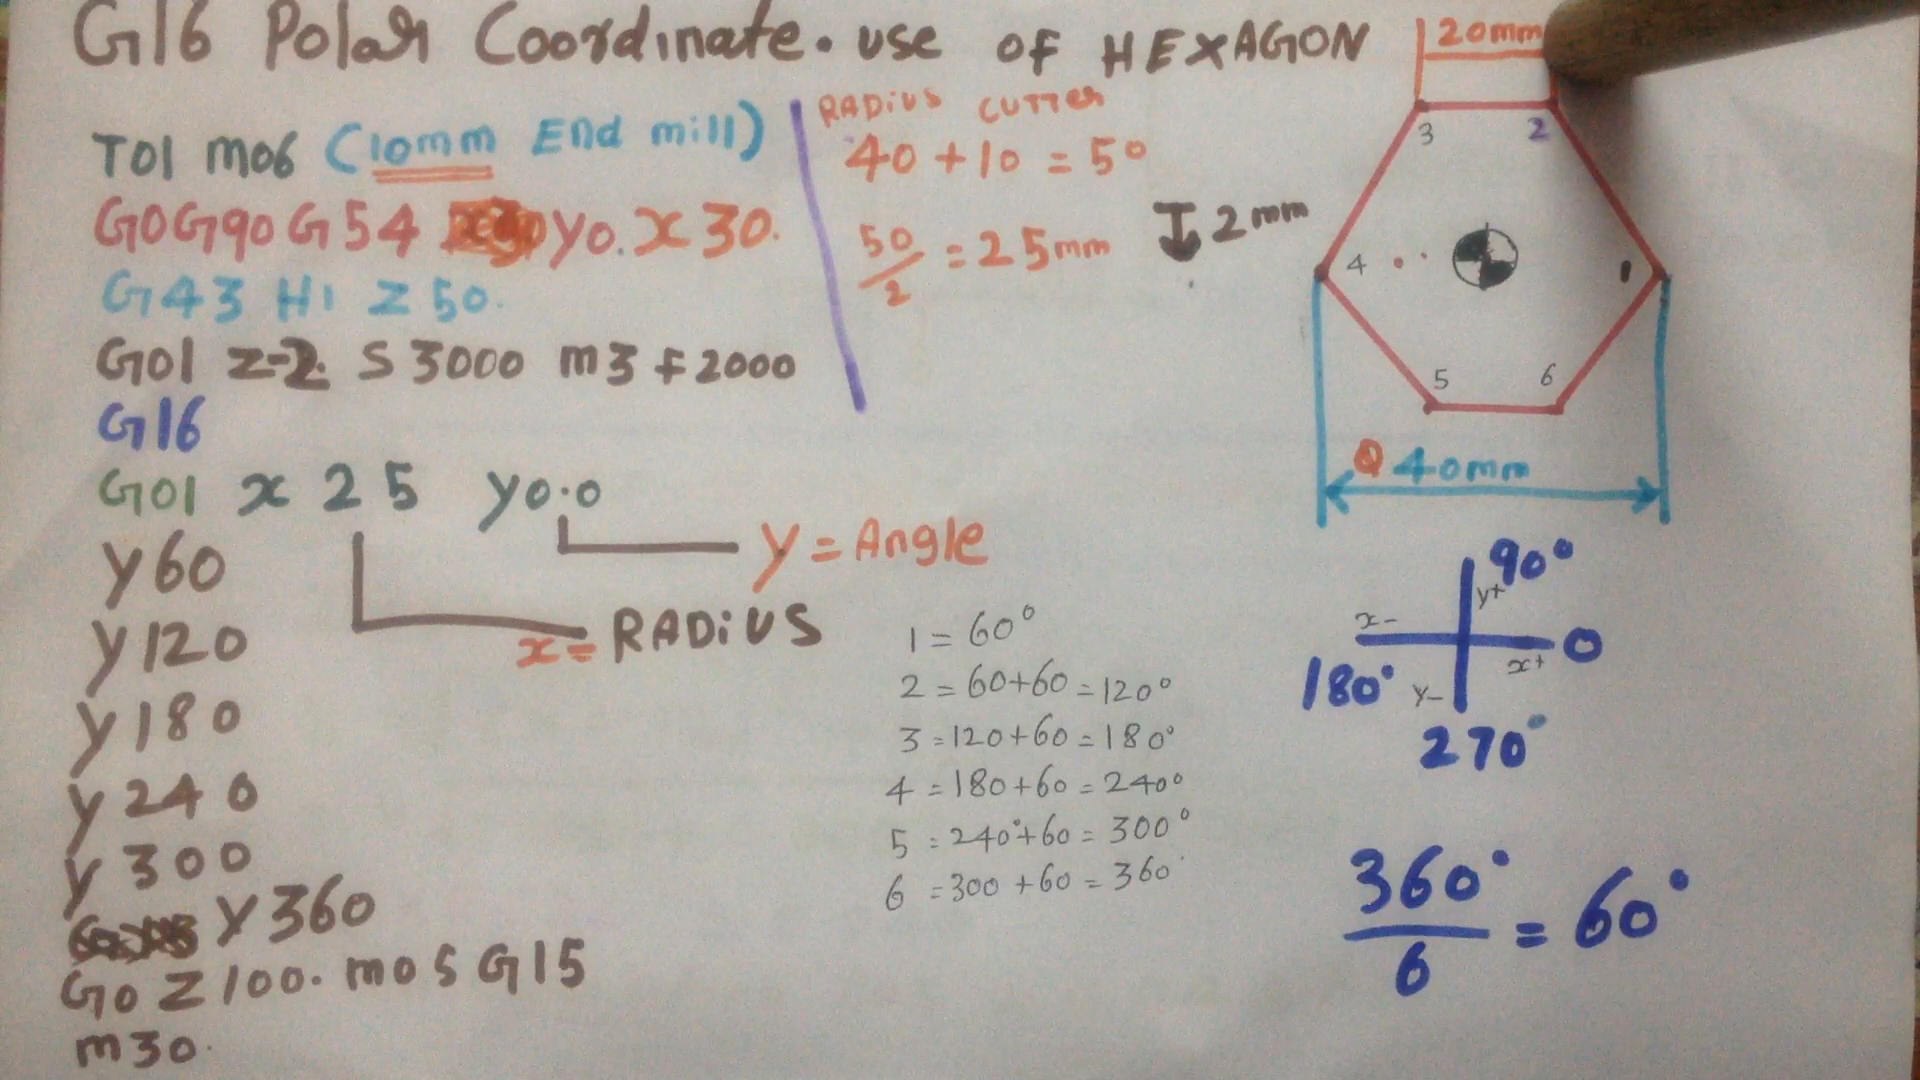 G16 Polar Coordinate. use of HEXAGON
T01 m06 (10mm End mill)
G0G90G54 y0. x30.
G43 H1 Z50.
G01 z-2. S3000 m3 f2000
G16
G01 x 25 y0.0
y = Angle
x = RADiUS
y60
y120
y180
y240
y300
y360
G0 Z100. m05 G15
m30.
RADiUS CUTTER
40 + 10 = 50
50/2 = 25mm
2mm
1 = 60°
2 = 60+60 = 120°
3 = 120+60 = 180°
4 = 180+60 = 240°
5 = 240°+60 = 300°
6 = 300+60 = 360
20mm
3 2
4 1
5 6
40mm
90°
y+
x-
0
x+
180°
y-
270°
360°/6 = 60°